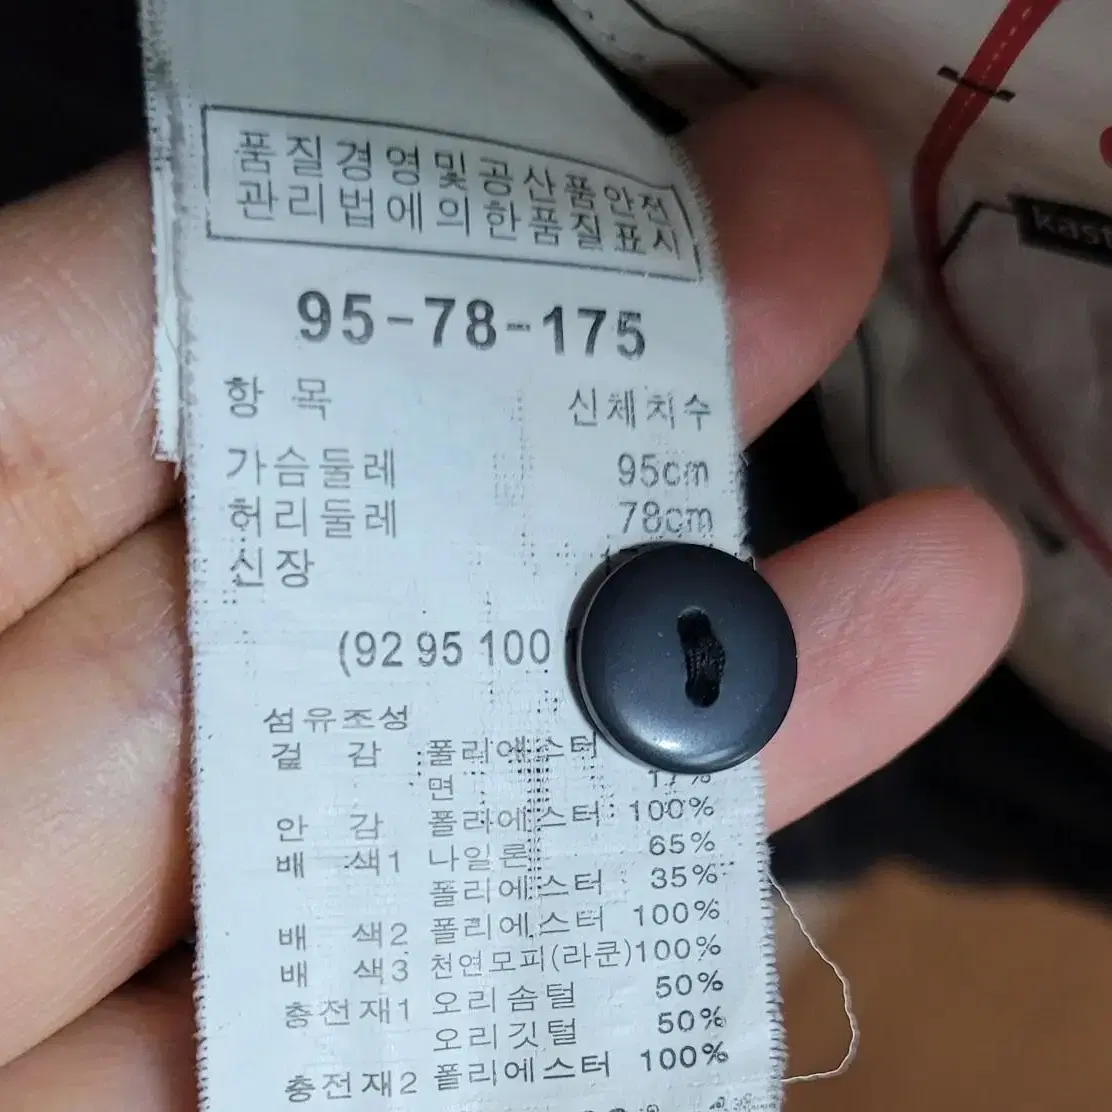 품질경영및공산품안전
관리법에의한품질표시
95-78-175
항 목 신체치수
가슴둘레 95cm
허리둘레 78cm
신장
(92 95 100
섬유조성
겉 감 폴리에스터
면 17%
안 감 폴리에스터 100%
배 색1 나일론 65%
폴리에스터 35%
배 색2 폴리에스터 100%
배 색3 천연모피(라쿤)100%
충전재1 오리솜털 50%
오리깃털 50%
충전재2 폴리에스터 100%
kast